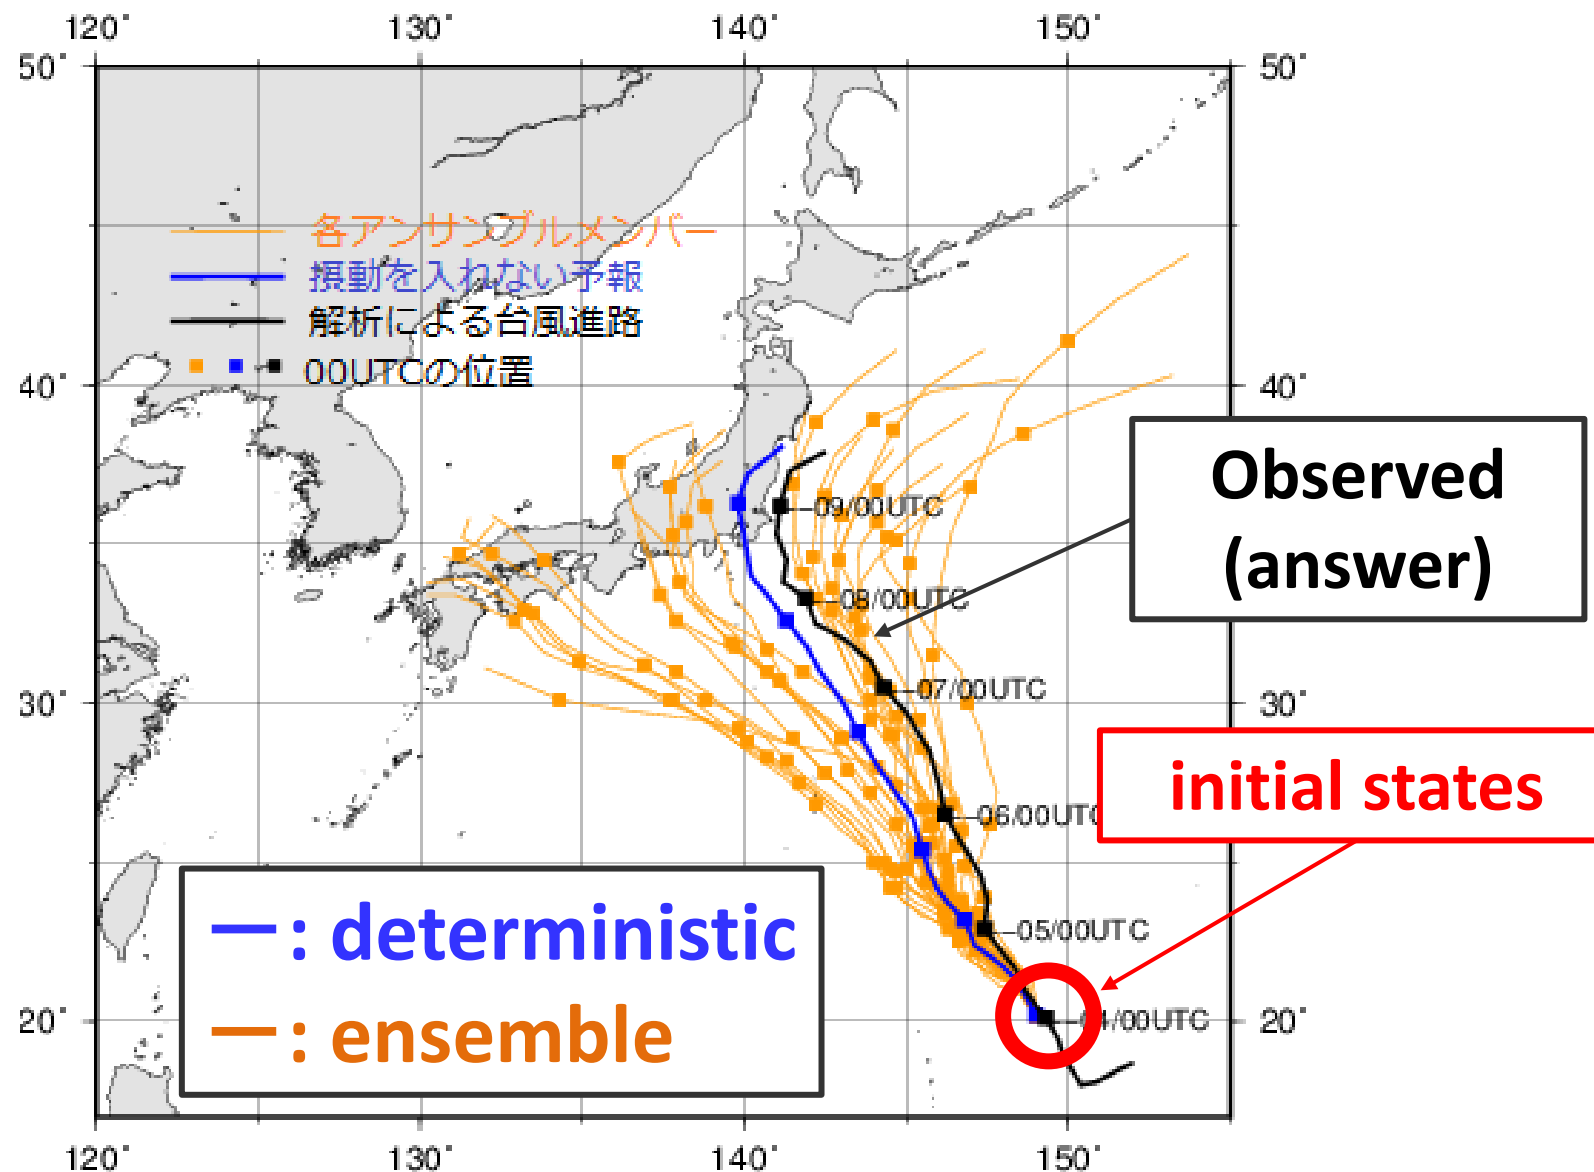 120° 130° 140° 150°
50° 50°
各アンサンブルメンバー
摂動を入れない予報
解析による台風進路
00UTCの位置
40° 40°
Observed
(answer)
09/00UTC
08/00UTC
07/00UTC
30° 30°
initial states
06/00UTC
— : deterministic
05/00UTC
— : ensemble
20° 04/00UTC 20°
120° 130° 140° 150°